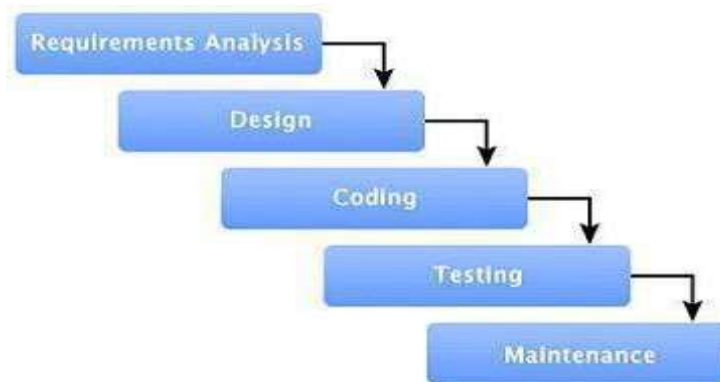 Requirements Analysis
Design
Coding
Testing
Maintenance